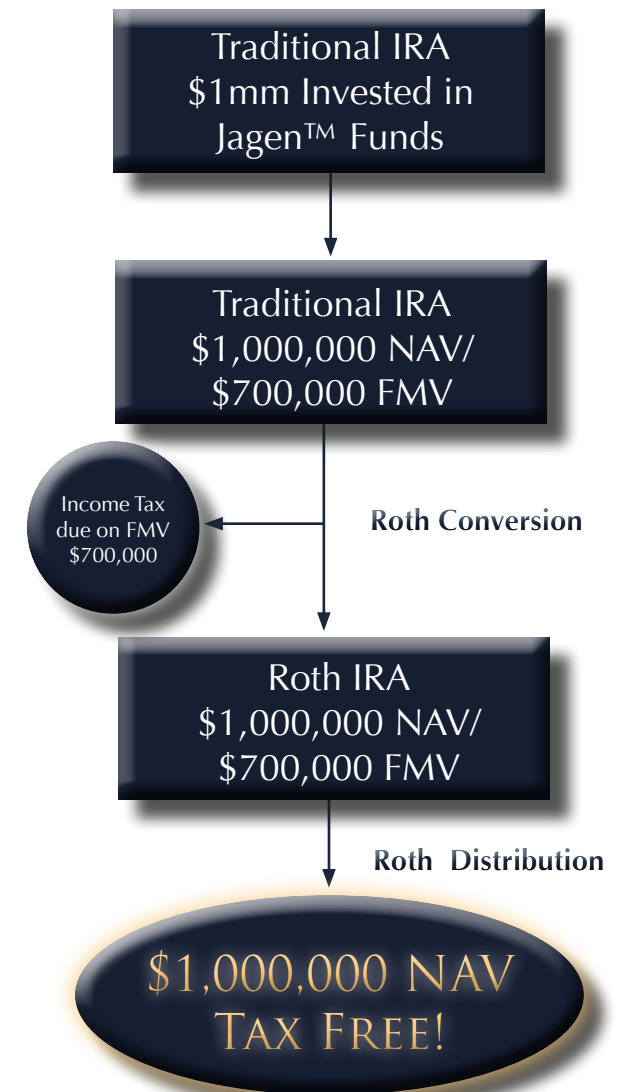 Traditional IRA
$1mm Invested in
Jagen™ Funds
Traditional IRA
$1,000,000 NAV/
$700,000 FMV
Income Tax
due on FMV
$700,000
Roth Conversion
Roth IRA
$1,000,000 NAV/
$700,000 FMV
Roth Distribution
$1,000,000 NAV
Tax Free!